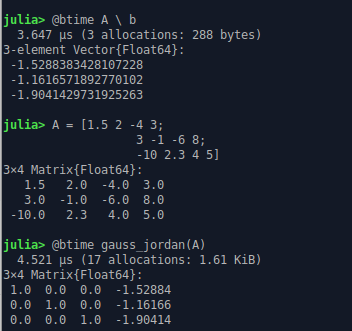 julia> @btime A \ b
  3.647 μs (3 allocations: 288 bytes)
3-element Vector{Float64}:
 -1.5288383428107228
 -1.1616571892770102
 -1.9041429731925263

julia> A = [1.5 2 -4 3;
                  3 -1 -6 8;
                  -10 2.3 4 5]
3×4 Matrix{Float64}:
   1.5   2.0  -4.0  3.0
   3.0  -1.0  -6.0  8.0
 -10.0   2.3   4.0  5.0

julia> @btime gauss_jordan(A)
  4.521 μs (17 allocations: 1.61 KiB)
3×4 Matrix{Float64}:
 1.0  0.0  0.0  -1.52884
 0.0  1.0  0.0  -1.16166
 0.0  0.0  1.0  -1.90414